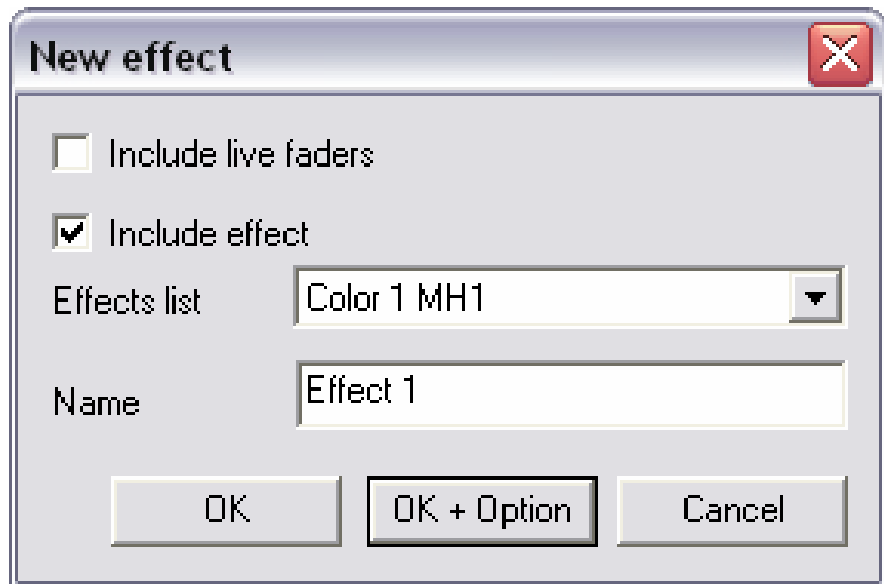 New effect
Include live faders
Include effect
Effects list
Color 1 MH1
Name
Effect 1
OK
OK + Option
Cancel